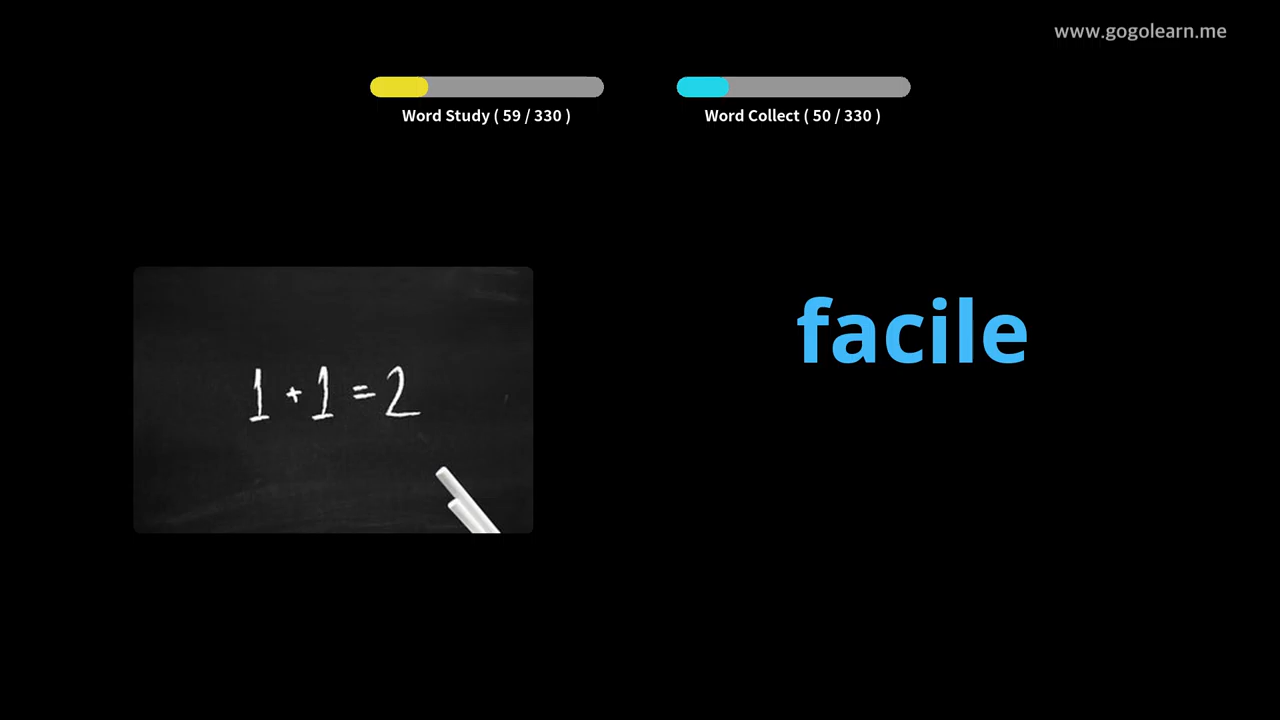 www.gogolearn.me
Word Study ( 59 / 330 )
Word Collect ( 50 / 330 )
1 + 1 = 2
facile